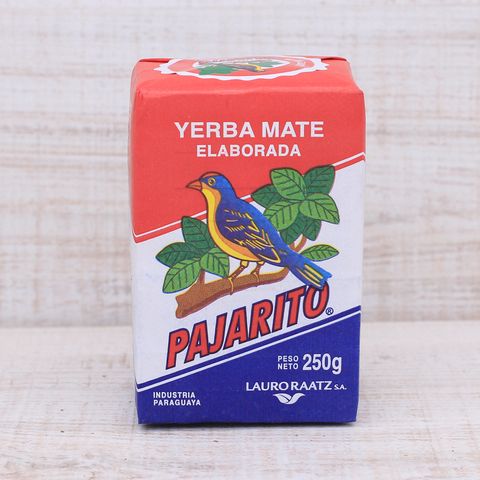 YERBA MATE
ELABORADA
PAJARITO®
PESO
NETO 250g
INDUSTRIA
PARAGUAYA
LAURO RAATZ S.A.